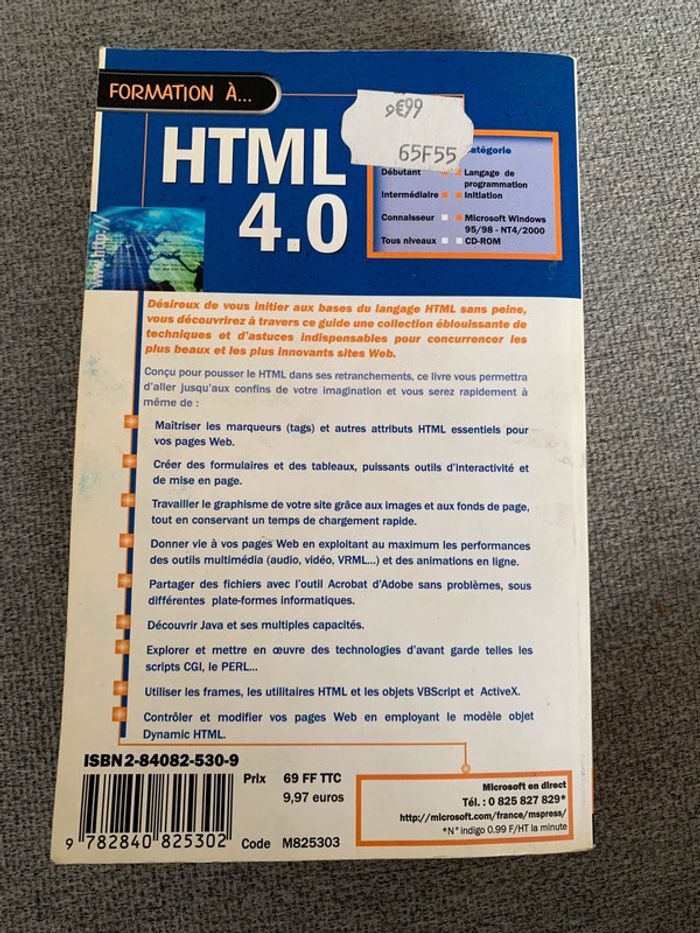 FORMATION À...
9€99
65F55
HTML
4.0
www.http://
Débutant
Intermédiaire
Connaisseur
Tous niveaux
Langage de
programmation
Initiation
Microsoft Windows
95/98 - NT4/2000
CD-ROM
Désireux de vous initier aux bases du langage HTML sans peine,
vous découvrirez à travers ce guide une collection éblouissante de
techniques et d'astuces indispensables pour concurrencer les
plus beaux et les plus innovants sites Web.
Conçu pour pousser le HTML dans ses retranchements, ce livre vous permettra
d'aller jusqu'aux confins de votre imagination et vous serez rapidement à
même de :
Maîtriser les marqueurs (tags) et autres attributs HTML essentiels pour
vos pages Web.
Créer des formulaires et des tableaux, puissants outils d'interactivité et
de mise en page.
Travailler le graphisme de votre site grâce aux images et aux fonds de page,
tout en conservant un temps de chargement rapide.
Donner vie à vos pages Web en exploitant au maximum les performances
des outils multimédia (audio, vidéo, VRML...) et des animations en ligne.
Partager des fichiers avec l'outil Acrobat d'Adobe sans problèmes, sous
différentes plate-formes informatiques.
Découvrir Java et ses multiples capacités.
Explorer et mettre en œuvre des technologies d'avant garde telles les
scripts CGI, le PERL...
Utiliser les frames, les utilitaires HTML et les objets VBScript et ActiveX.
Contrôler et modifier vos pages Web en employant le modèle objet
Dynamic HTML.
ISBN 2-84082-530-9
9 782840 825302
Prix 69 FF TTC
9,97 euros
Code M825303
Microsoft en direct
Tél. : 0 825 827 829*
http://microsoft.com/france/mspress/
*N° indigo 0.99 F/HT la minute